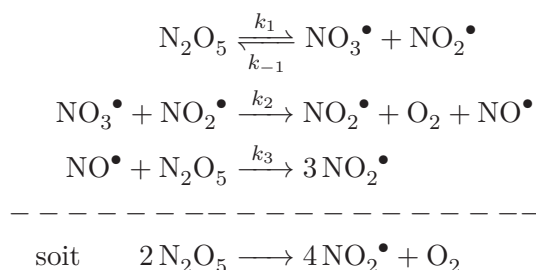 N₂O₅ ⇌ NO₃• + NO₂• (k₁, k₋₁)
NO₃• + NO₂• —k₂→ NO₂• + O₂ + NO•
NO• + N₂O₅ —k₃→ 3 NO₂•
soit 2 N₂O₅ ⟶ 4 NO₂• + O₂